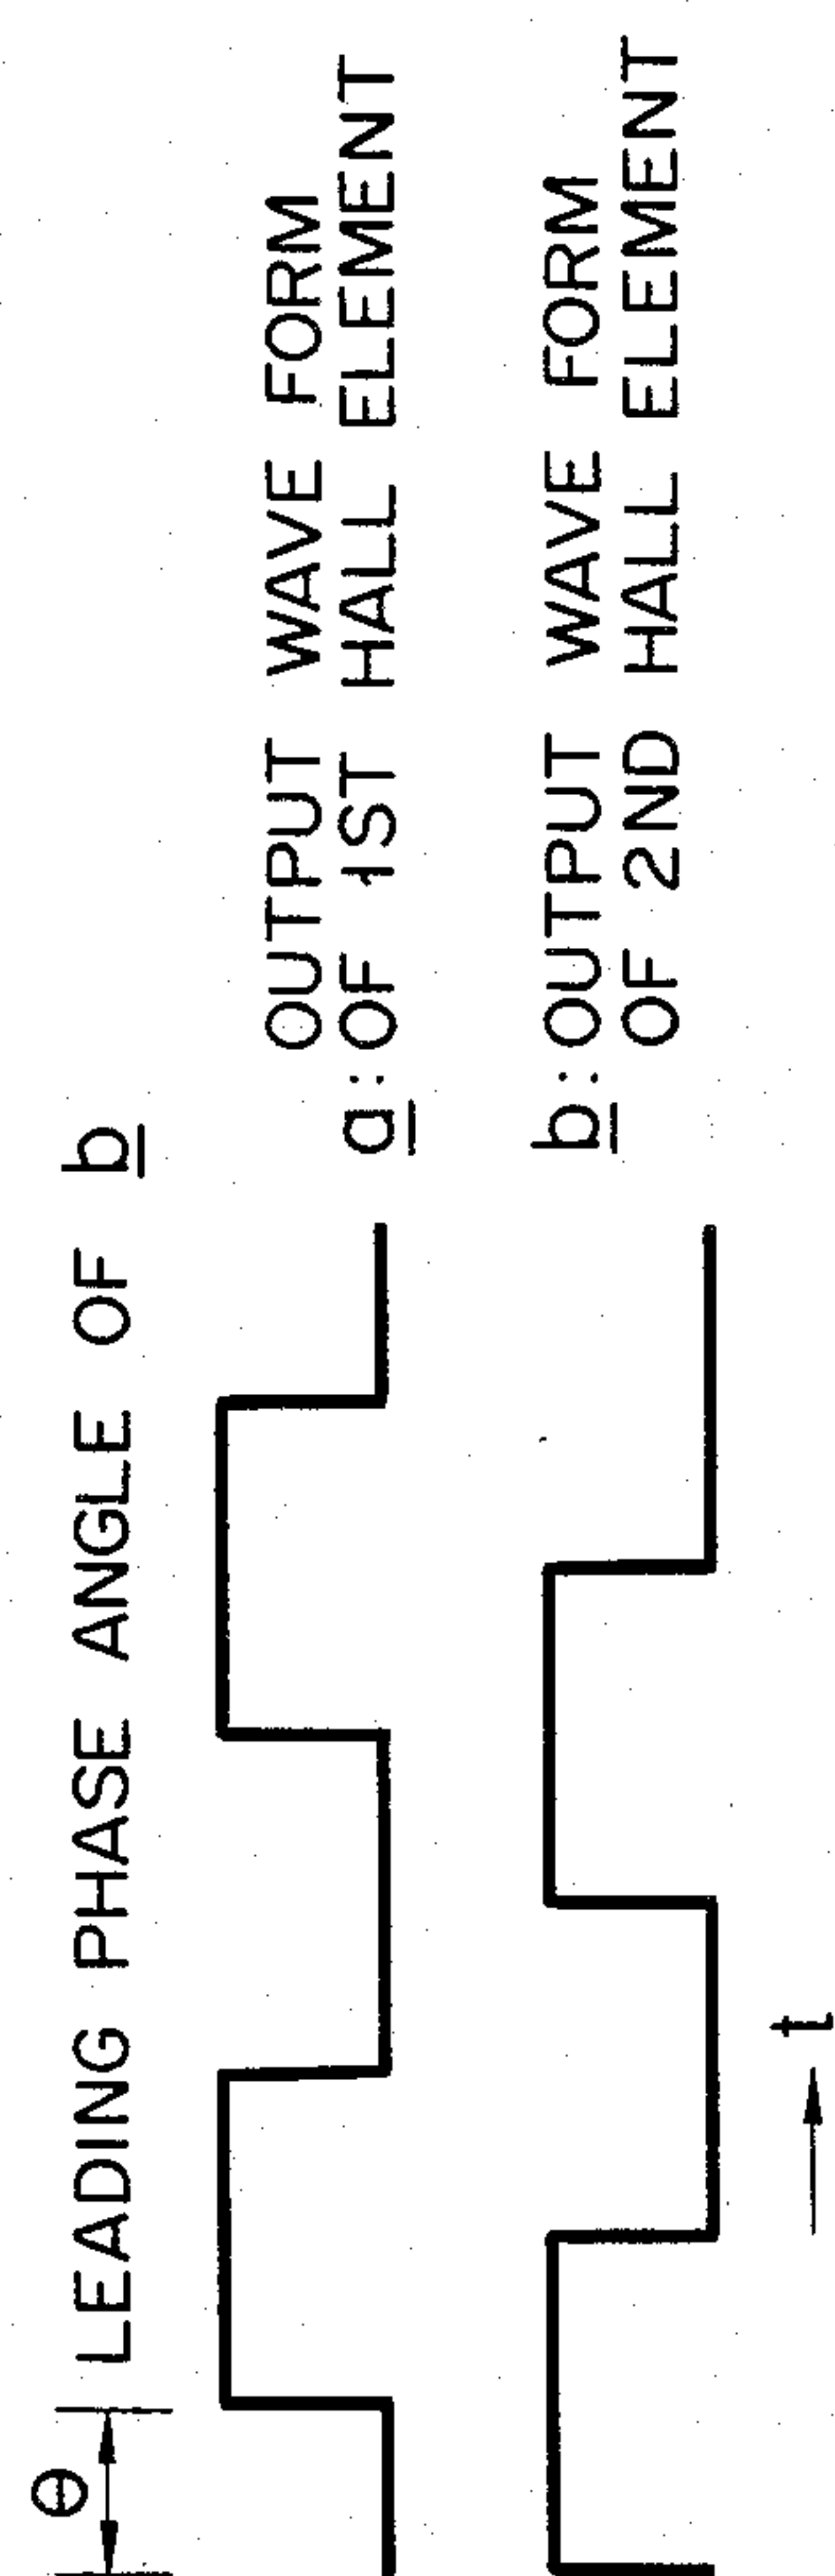 θ LEADING PHASE ANGLE OF b
OUTPUT WAVE FORM
a: OF 1ST HALL ELEMENT
b: OUTPUT WAVE FORM
OF 2ND HALL ELEMENT
t